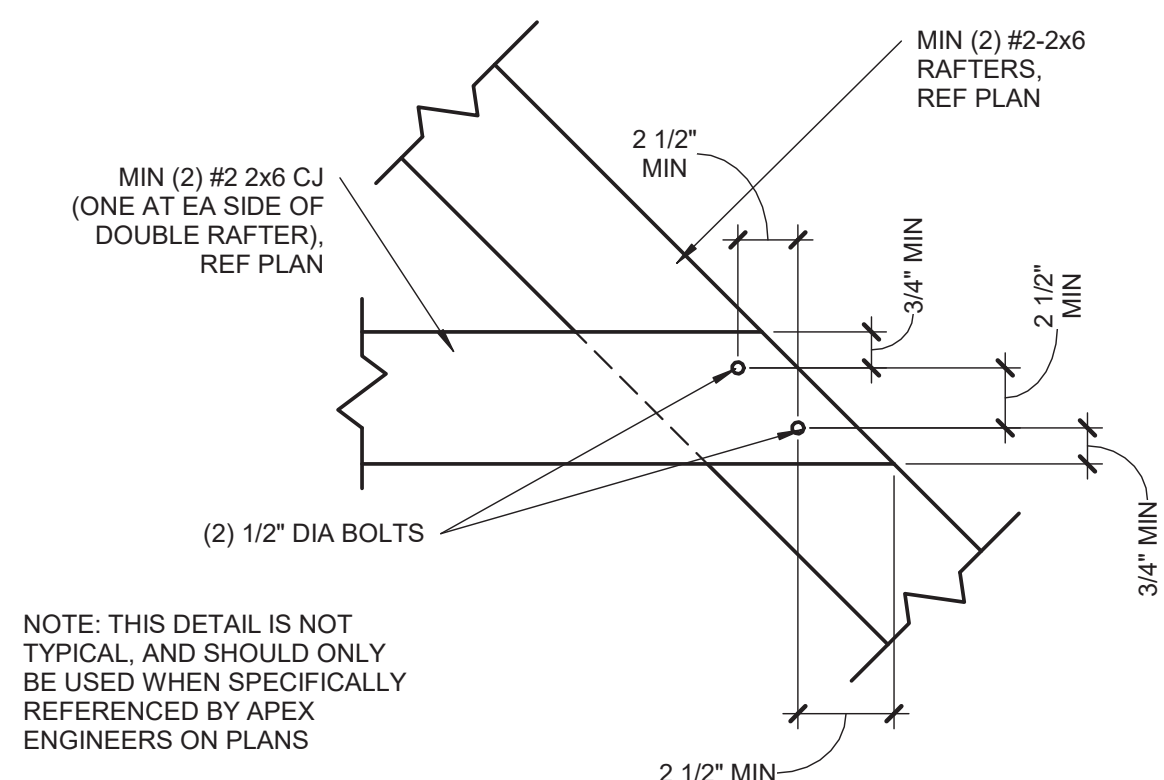 MIN (2) #2-2x6
RAFTERS,
REF PLAN
2 1/2"
MIN
MIN (2) #2 2x6 CJ
(ONE AT EA SIDE OF
DOUBLE RAFTER),
REF PLAN
3/4" MIN
2 1/2"
MIN
(2) 1/2" DIA BOLTS
3/4" MIN
NOTE: THIS DETAIL IS NOT
TYPICAL, AND SHOULD ONLY
BE USED WHEN SPECIFICALLY
REFERENCED BY APEX
ENGINEERS ON PLANS
2 1/2" MIN